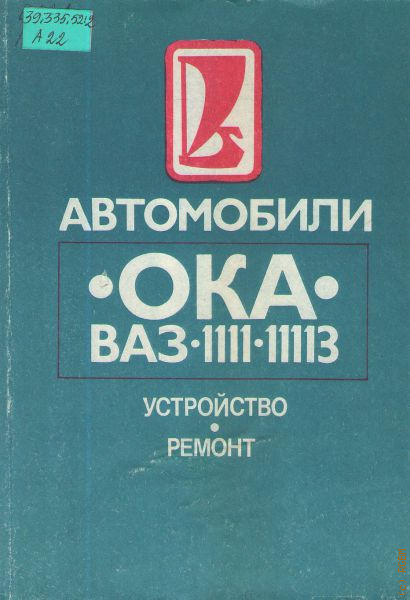 39.335.52я2
А 22
АВТОМОБИЛИ
•ОКА•
ВАЗ·1111·11113
УСТРОЙСТВО
•
РЕМОНТ